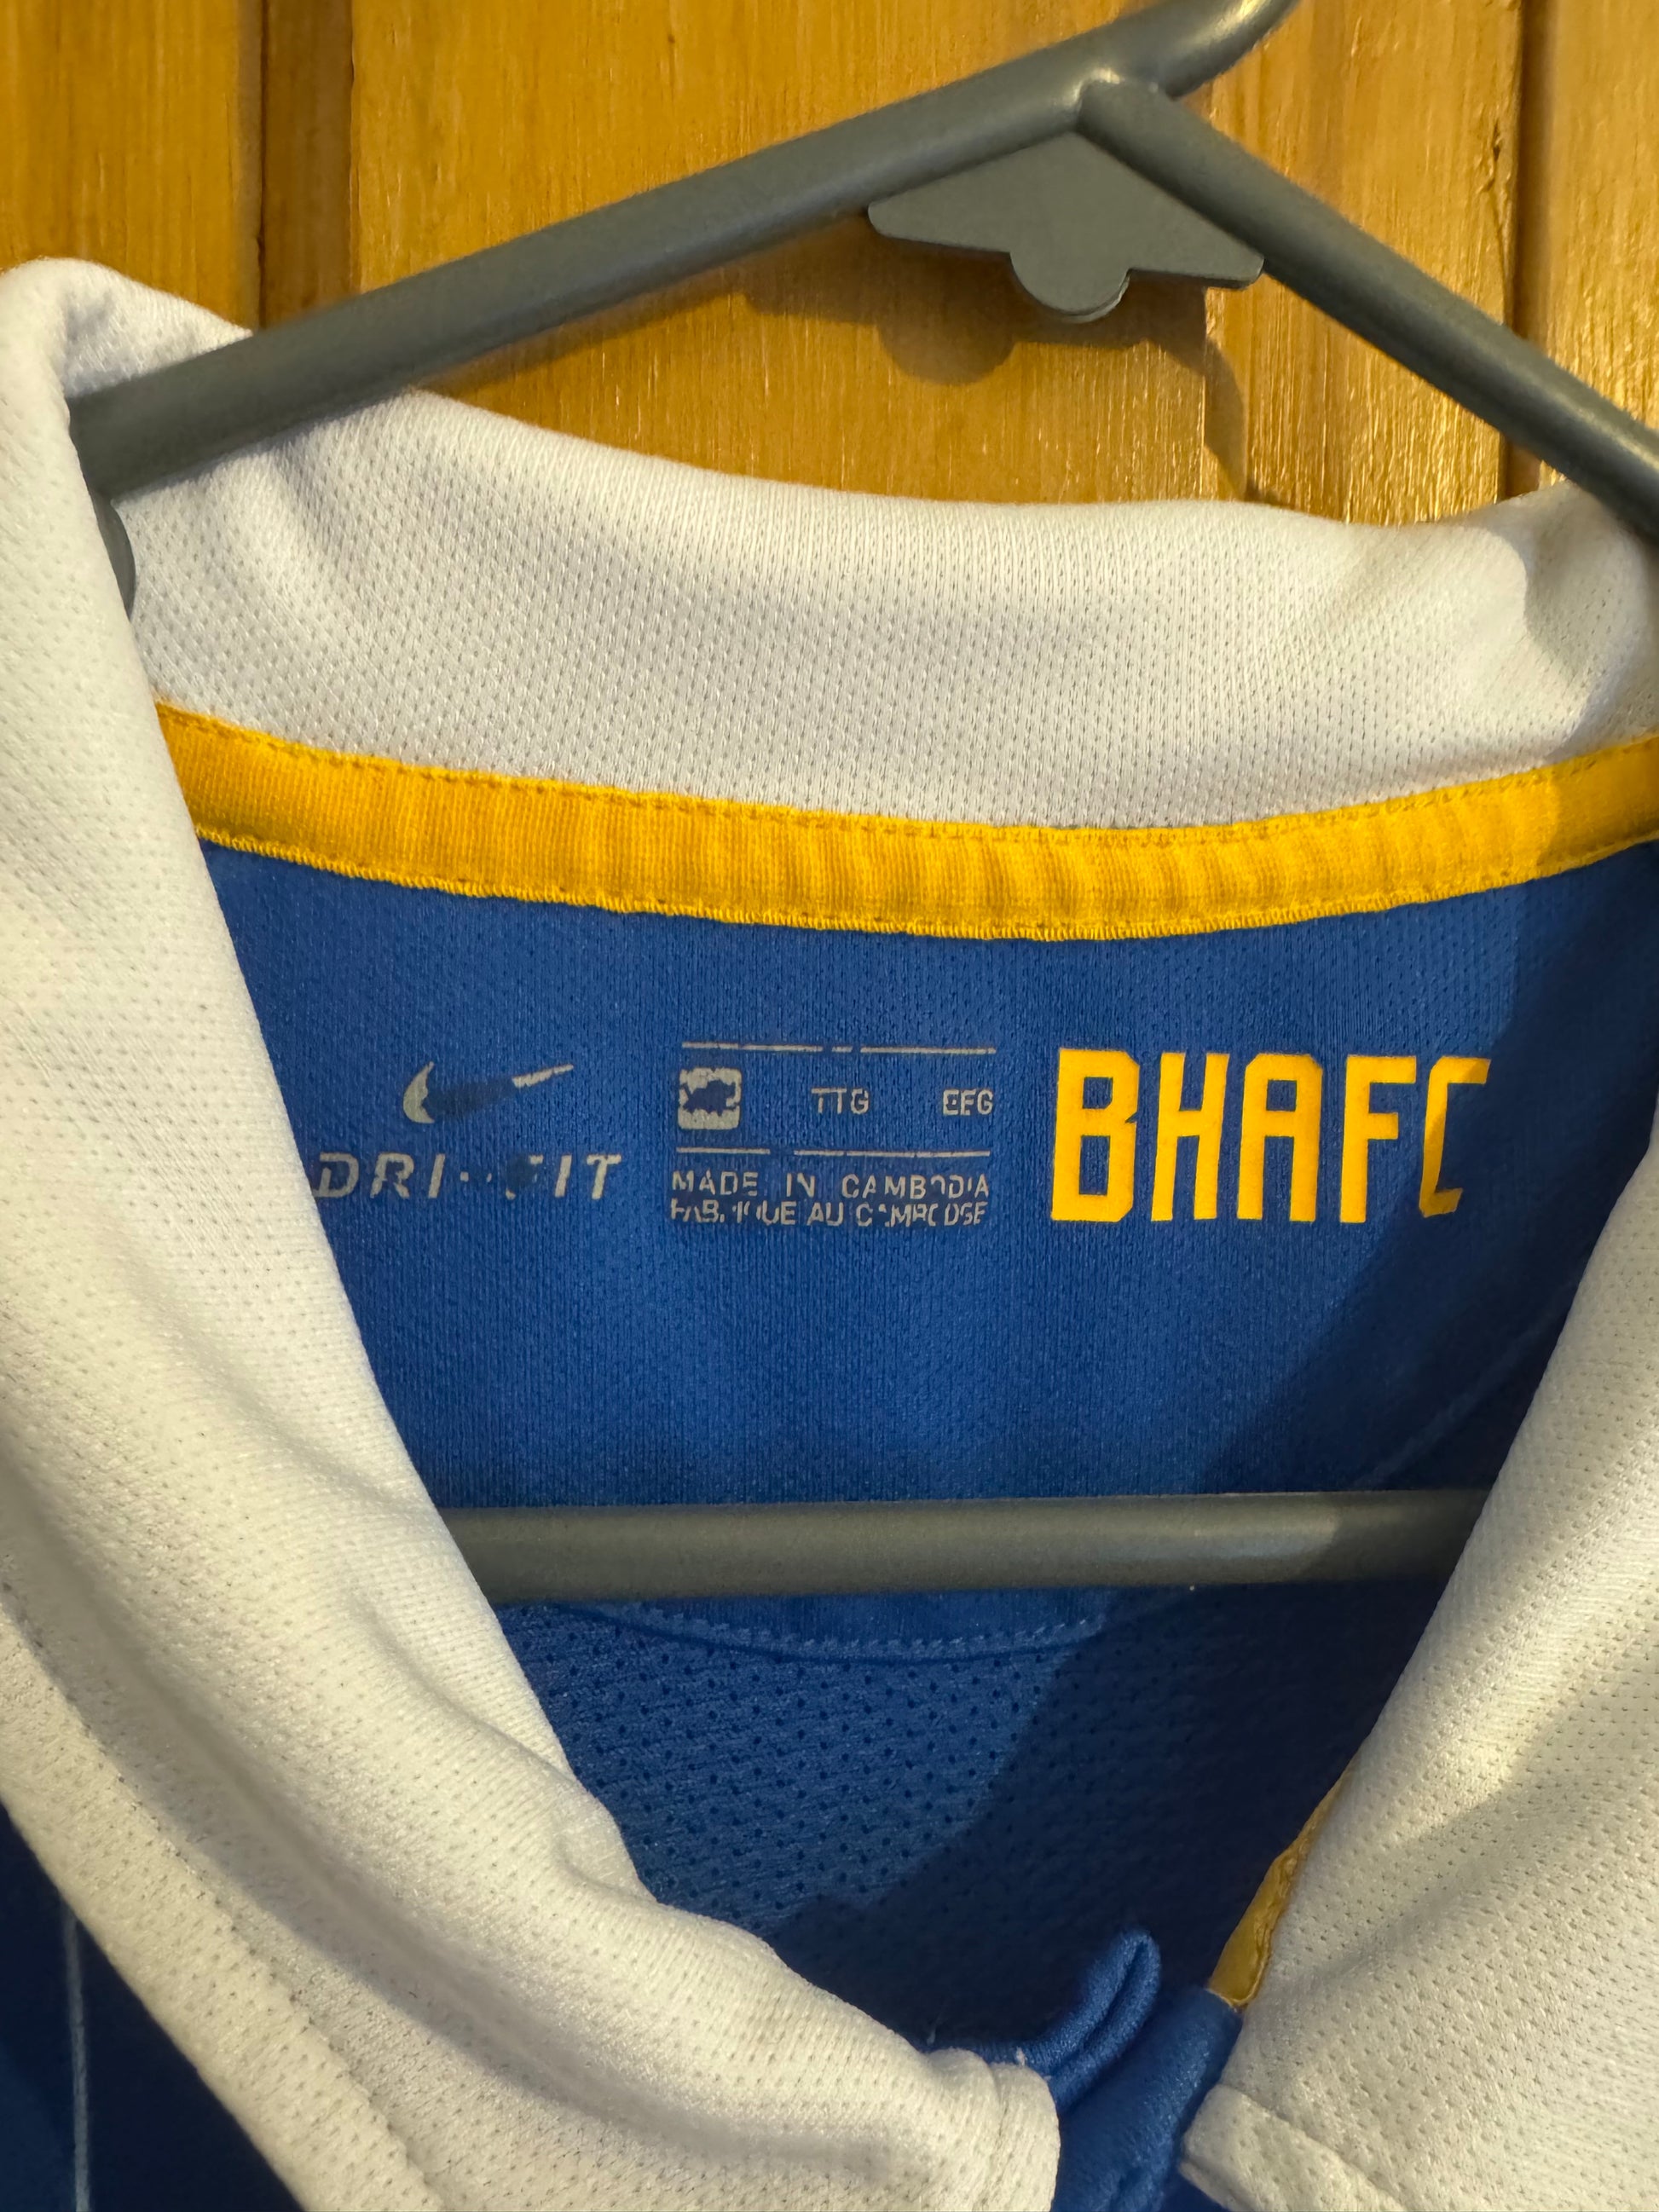 DRI-FIT
TTG EEG
MADE IN CAMBODIA
FABRIQUE AU CAMBODGE
BHAFC